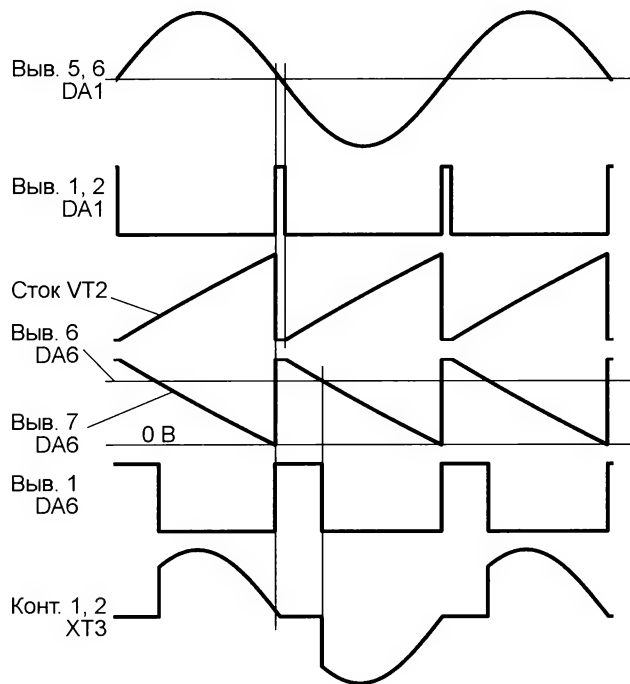 Выв. 5, 6
DA1
Выв. 1, 2
DA1
Сток VT2
Выв. 6
DA6
Выв. 7
DA6
0 В
Выв. 1
DA6
Конт. 1, 2
XT3